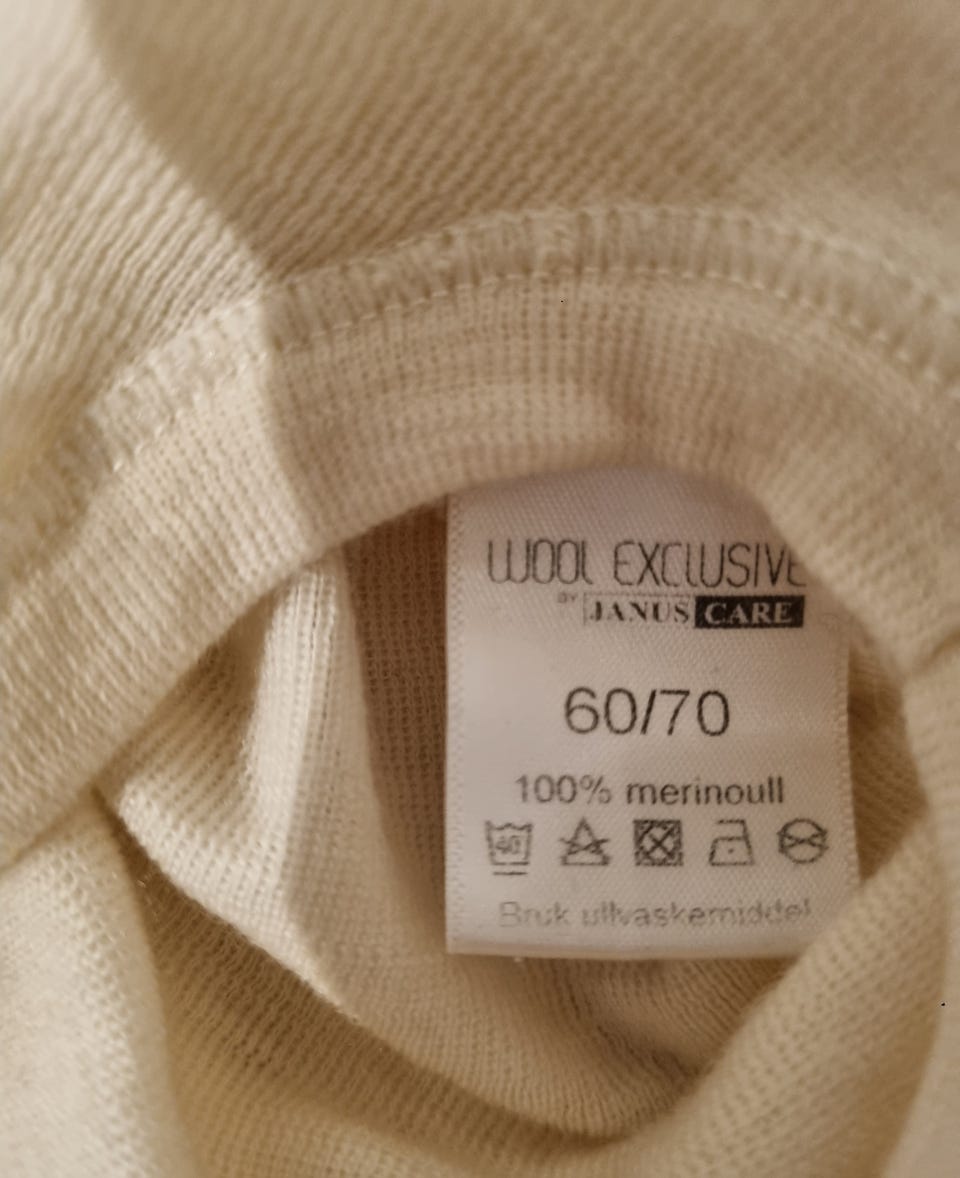 WOOL EXCLUSIVE
BY JANUS CARE
60/70
100% merinoull
40
Bruk ullvaskemiddel